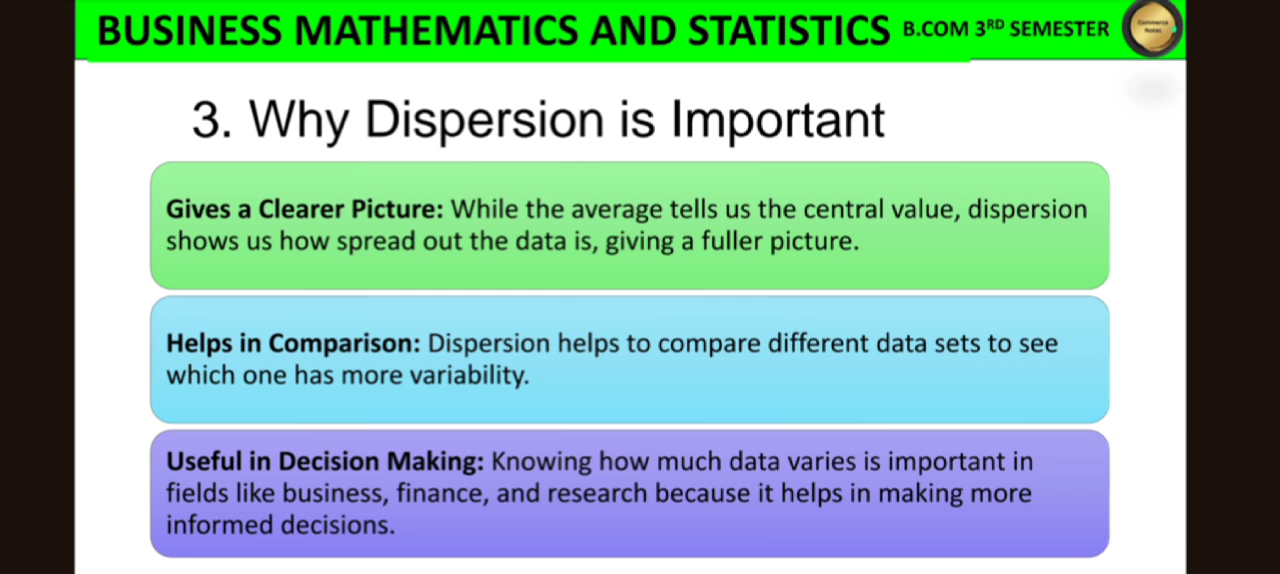 BUSINESS MATHEMATICS AND STATISTICS B.COM 3RD SEMESTER
Commerce
Notes
3. Why Dispersion is Important
Gives a Clearer Picture: While the average tells us the central value, dispersion
shows us how spread out the data is, giving a fuller picture.
Helps in Comparison: Dispersion helps to compare different data sets to see
which one has more variability.
Useful in Decision Making: Knowing how much data varies is important in
fields like business, finance, and research because it helps in making more
informed decisions.